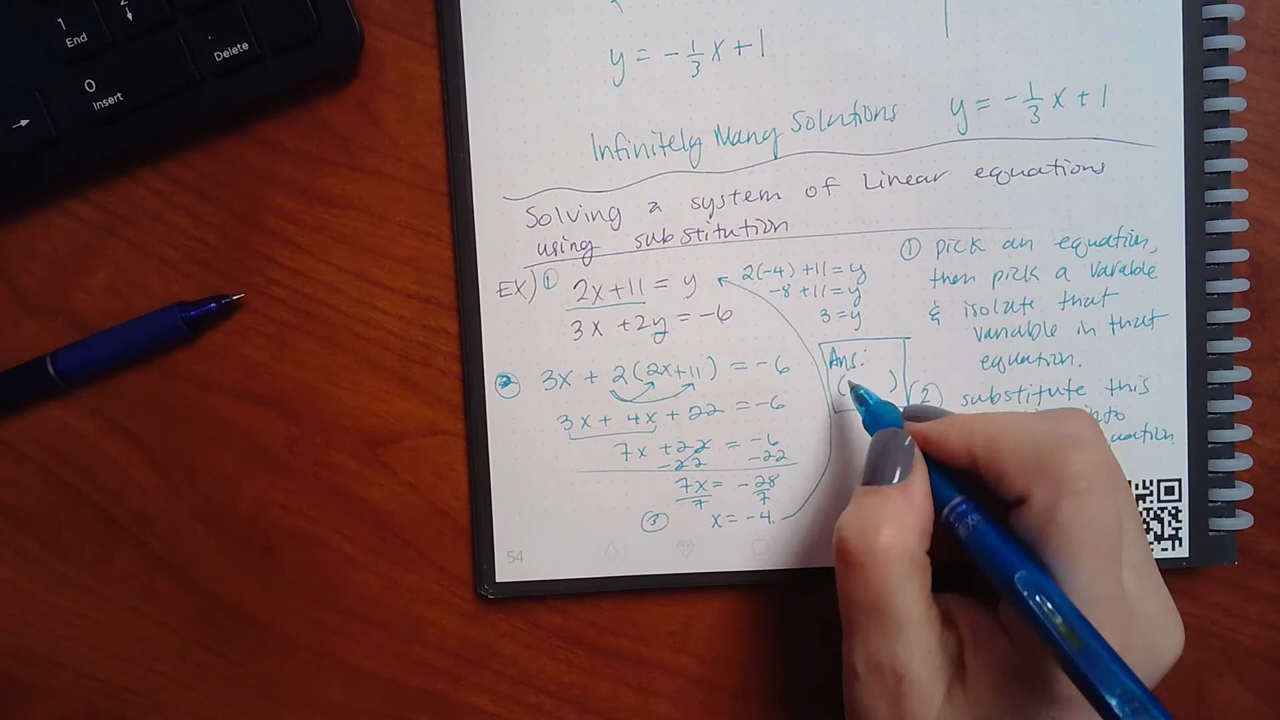 1
End
↓
.
Delete
0
Insert
→
y = -1/3 x + 1
Infinitely Many Solutions
y = -1/3 x + 1
Solving a system of Linear equations
using substitution
EX) ① 2x+11 = y
3x + 2y = -6
2(-4) + 11 = y
-8 + 11 = y
3 = y
② 3x + 2(2x+11) = -6
3x + 4x + 22 = -6
7x + 22 = -6
-22 -22
7x = -28
7 7
③ x = -4
Ans:
( )
① pick an equation,
then pick a variable
& isolate that
variable in that
equation.
② substitute this
into
54